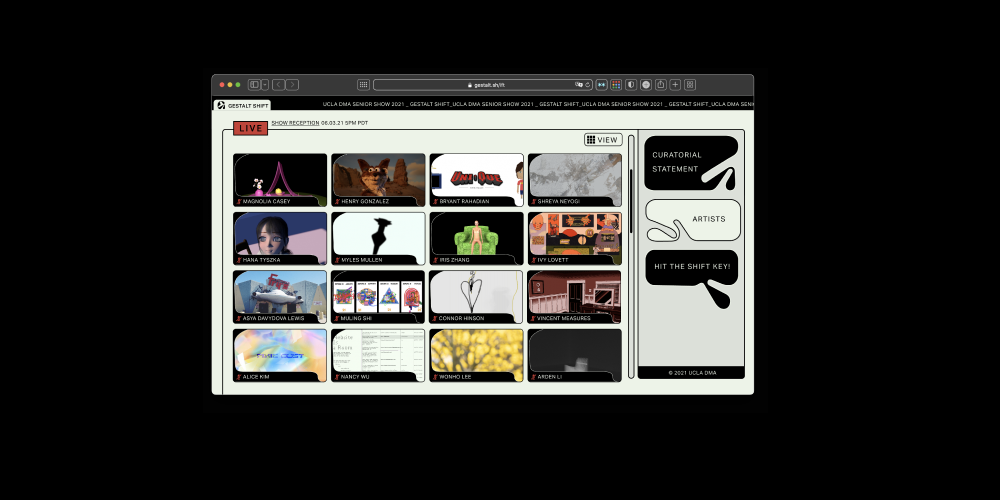 gestalt.sh/#
GESTALT SHIFT
UCLA DMA SENIOR SHOW 2021 _ GESTALT SHIFT_UCLA DMA SENIOR SHOW 2021 _ GESTALT SHIFT_UCLA DMA SENIOR SHOW 2021 _ GESTALT SHIFT_UCLA DMA SEN
LIVE
SHOW RECEPTION 06.03.21 5PM PDT
VIEW
MAGNOLIA CASEY
HENRY GONZALEZ
BRYANT RAHADIAN
SHREYA NEYOGI
HANA TYSZKA
MYLES MULLEN
IRIS ZHANG
IVY LOVETT
ASYA DAVYDOVA LEWIS
MULING SHI
CONNOR HINSON
VINCENT MEASURES
ALICE KIM
NANCY WU
WONHO LEE
ARDEN LI
CURATORIAL
STATEMENT
ARTISTS
HIT THE SHIFT KEY!
© 2021 UCLA DMA